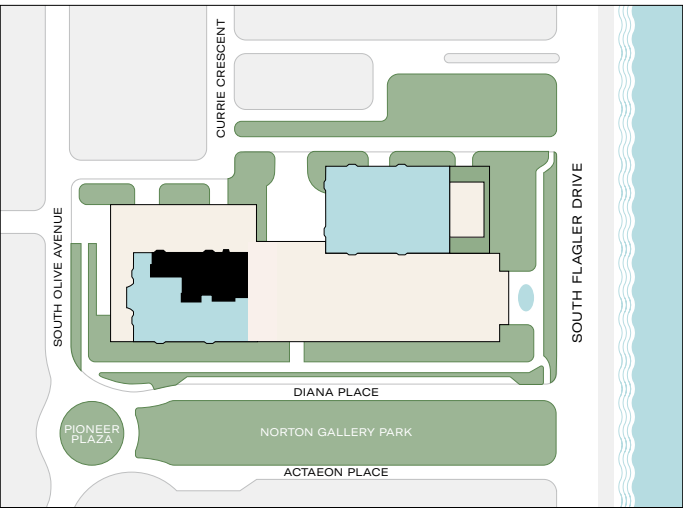 CURRIE CRESCENT
SOUTH OLIVE AVENUE
SOUTH FLAGLER DRIVE
DIANA PLACE
PIONEER
PLAZA
NORTON GALLERY PARK
ACTAEON PLACE